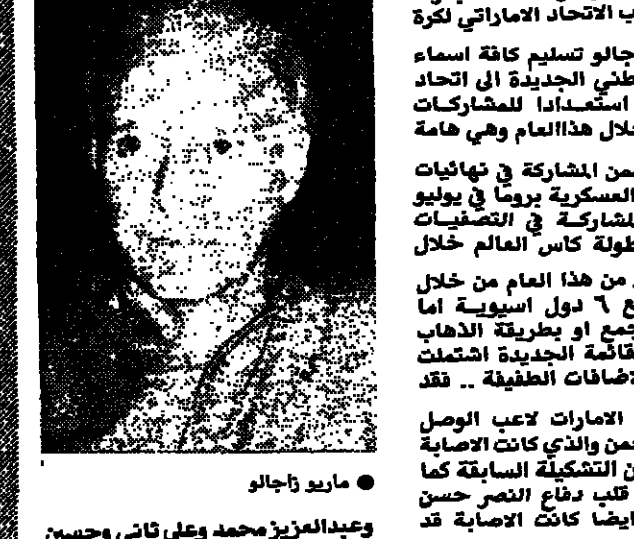 ب الاتحاد الاماراتي لكرة
جالو تسليم كافة اسماء
طني الجديدة الى اتحاد
استعدادا للمشاركات
خلال هذاالعام وهي هامة
من المشاركة في نهائيات
العسكرية بروما في يوليو
لمشاركة في التصفيات
طولة كأس العالم خلال
من هذا العام من خلال
ع ٦ دول اسيوية اما
جمع او بطريقة الذهاب
قائمة الجديدة اشتملت
لاضافات الطفيفة .. فقد
الامارات لاعب الوصل
حمن والذي كانت الاصابة
ن التشكيلة السابقة كما
قلب دفاع النصر حسن
ايضا كانت الاصابة قد
● ماريو زاجالو
وعبدالعزيز محمد وعلي ثاني وحسين